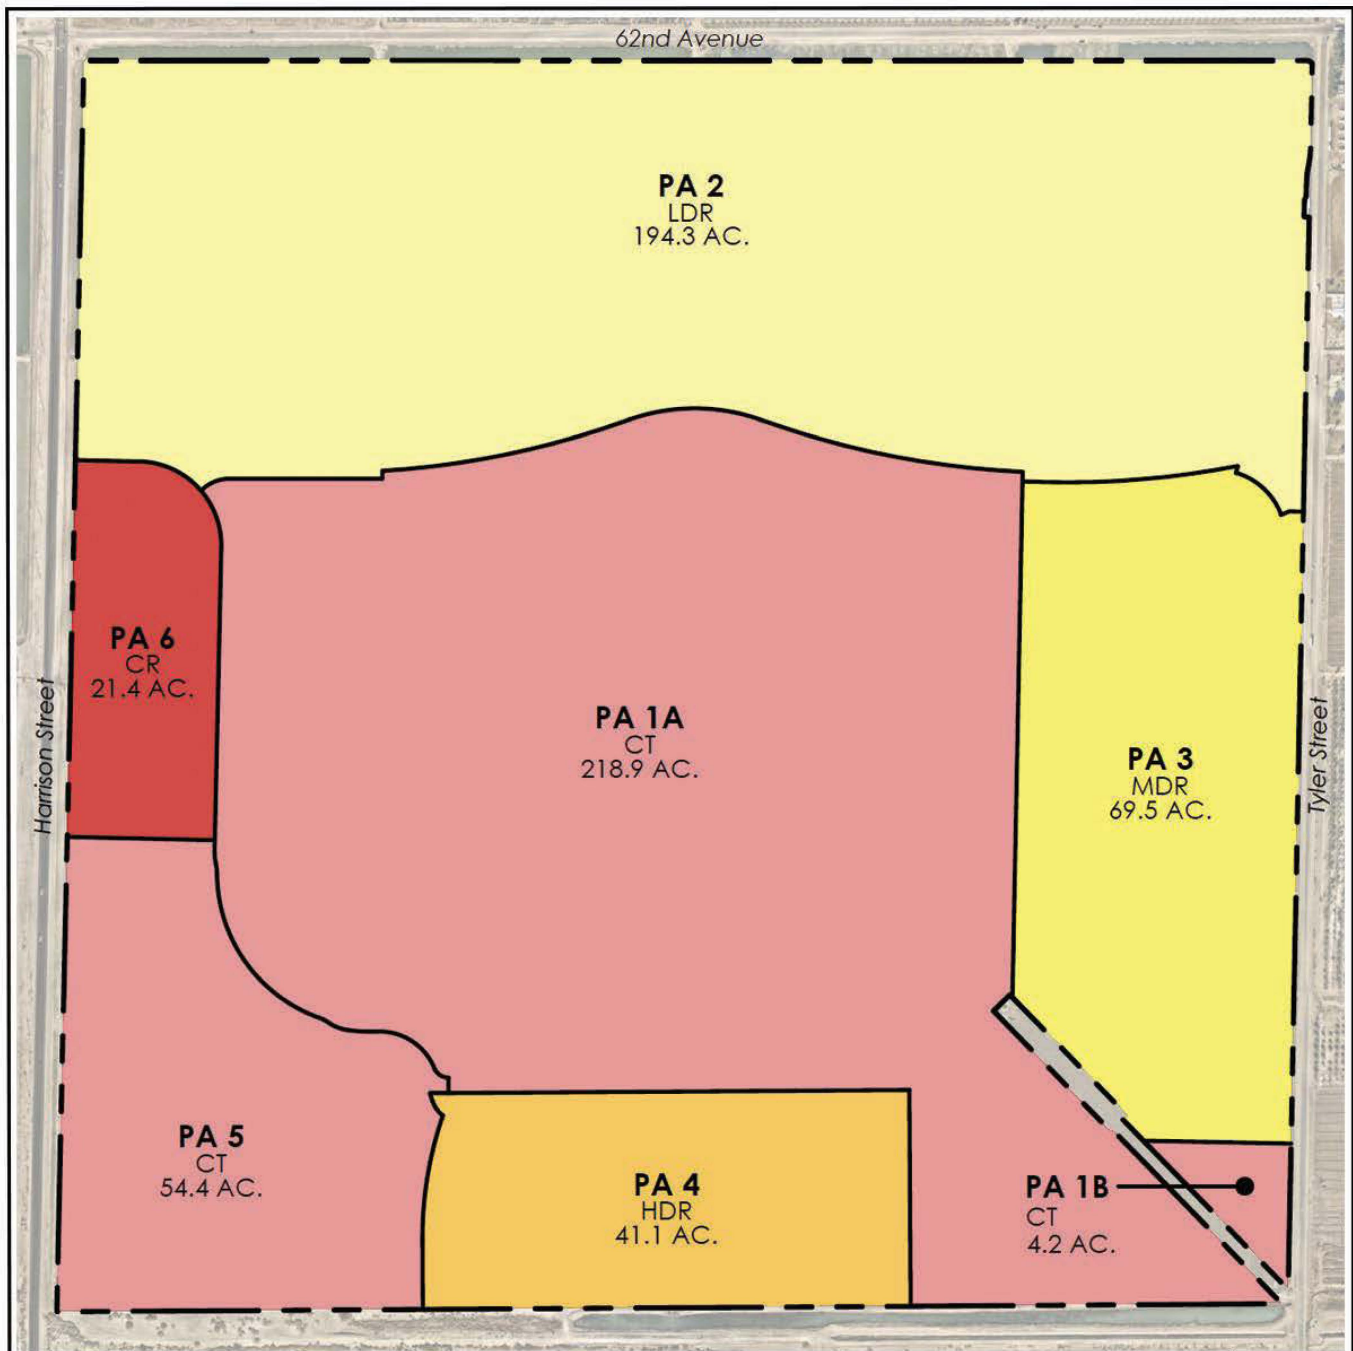 62nd Avenue
PA 2
LDR
194.3 AC.
PA 6
CR
21.4 AC.
Harrison Street
PA 1A
CT
218.9 AC.
PA 3
MDR
69.5 AC.
Tyler Street
PA 5
CT
54.4 AC.
PA 4
HDR
41.1 AC.
PA 1B
CT
4.2 AC.